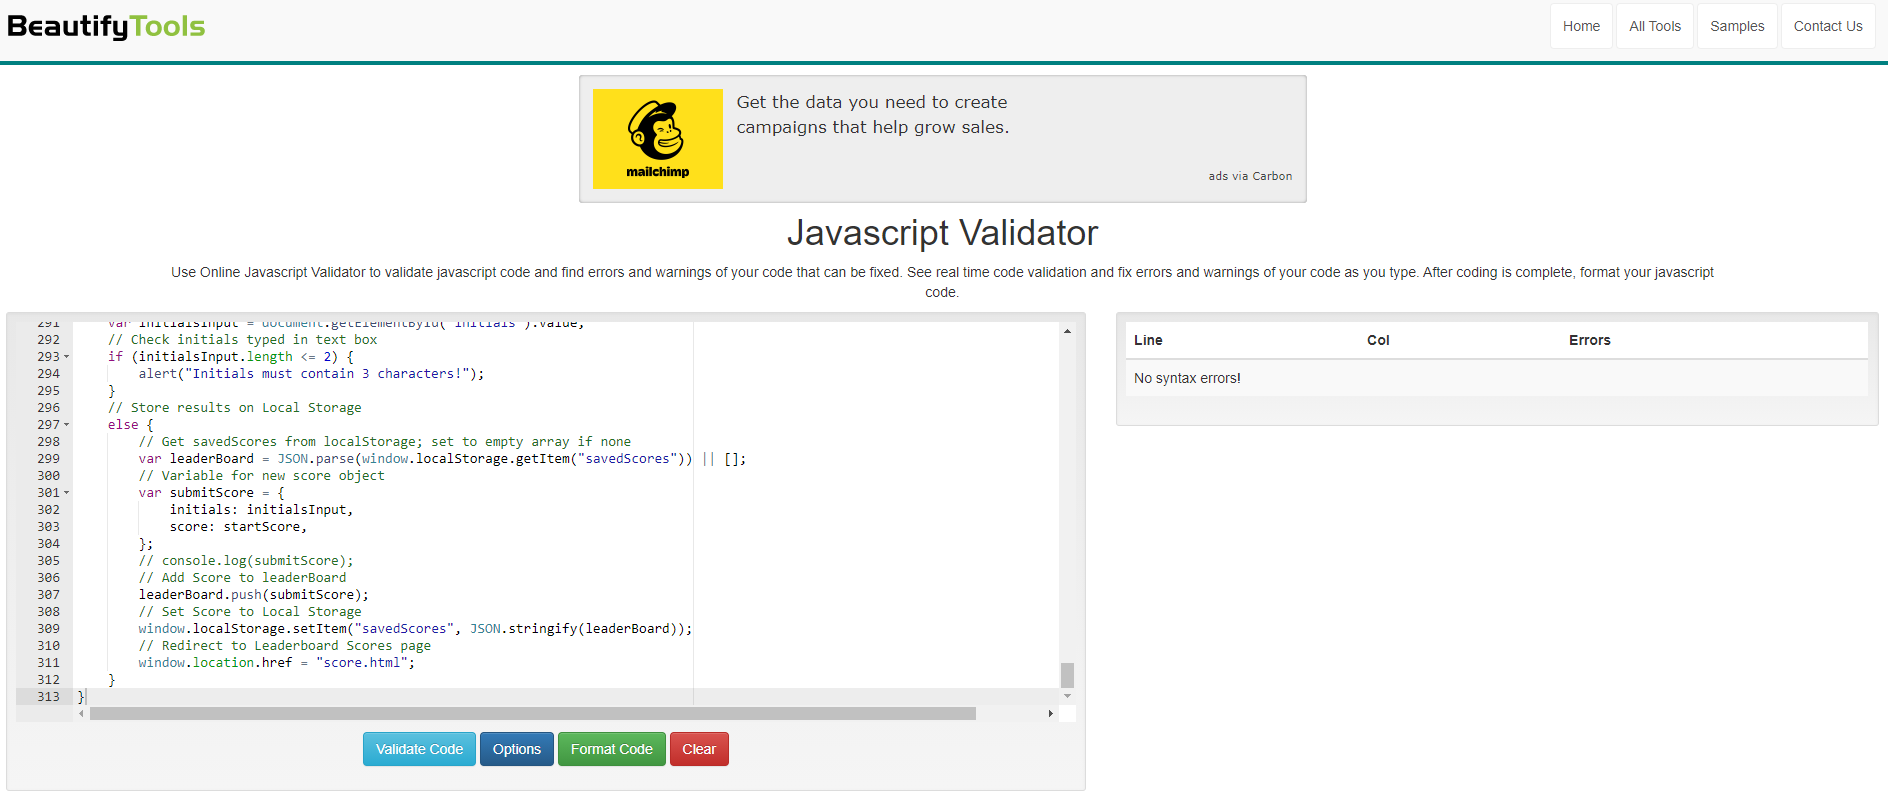 BeautifyTools
Home All Tools Samples Contact Us
Get the data you need to create
campaigns that help grow sales.
mailchimp
ads via Carbon
Javascript Validator
Use Online Javascript Validator to validate javascript code and find errors and warnings of your code that can be fixed. See real time code validation and fix errors and warnings of your code as you type. After coding is complete, format your javascript
code.
291 var initialsInput = document.getElementById("initials").value;
292 // Check initials typed in text box
293 if (initialsInput.length <= 2) {
294 alert("Initials must contain 3 characters!");
295 }
296 // Store results on Local Storage
297 else {
298 // Get savedScores from localStorage; set to empty array if none
299 var leaderBoard = JSON.parse(window.localStorage.getItem("savedScores")) || [];
300 // Variable for new score object
301 var submitScore = {
302 initials: initialsInput,
303 score: startScore,
304 };
305 // console.log(submitScore);
306 // Add Score to leaderBoard
307 leaderBoard.push(submitScore);
308 // Set Score to Local Storage
309 window.localStorage.setItem("savedScores", JSON.stringify(leaderBoard));
310 // Redirect to Leaderboard Scores page
311 window.location.href = "score.html";
312 }
313 }
Validate Code Options Format Code Clear
Line Col Errors
No syntax errors!